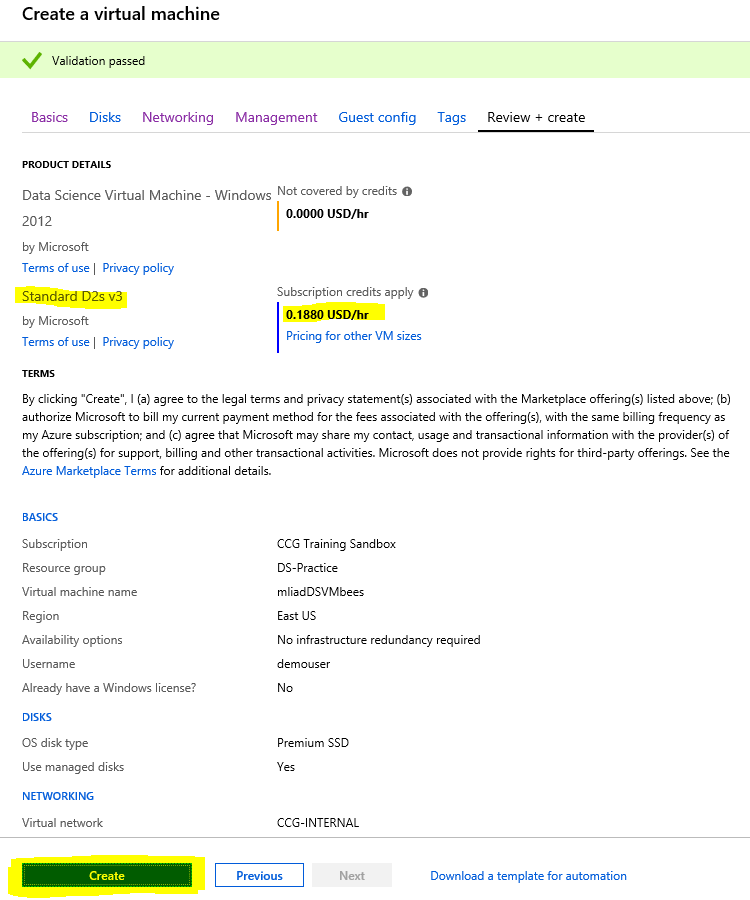 Create a virtual machine
Validation passed
Basics Disks Networking Management Guest config Tags Review + create
PRODUCT DETAILS
Data Science Virtual Machine - Windows
2012
by Microsoft
Terms of use | Privacy policy
Not covered by credits
0.0000 USD/hr
Standard D2s v3
by Microsoft
Terms of use | Privacy policy
Subscription credits apply
0.1880 USD/hr
Pricing for other VM sizes
TERMS
By clicking "Create", I (a) agree to the legal terms and privacy statement(s) associated with the Marketplace offering(s) listed above; (b)
authorize Microsoft to bill my current payment method for the fees associated with the offering(s), with the same billing frequency as
my Azure subscription; and (c) agree that Microsoft may share my contact, usage and transactional information with the provider(s) of
the offering(s) for support, billing and other transactional activities. Microsoft does not provide rights for third-party offerings. See the
Azure Marketplace Terms for additional details.
BASICS
Subscription CCG Training Sandbox
Resource group DS-Practice
Virtual machine name mliadDSVMbees
Region East US
Availability options No infrastructure redundancy required
Username demouser
Already have a Windows license? No
DISKS
OS disk type Premium SSD
Use managed disks Yes
NETWORKING
Virtual network CCG-INTERNAL
Create Previous Next Download a template for automation